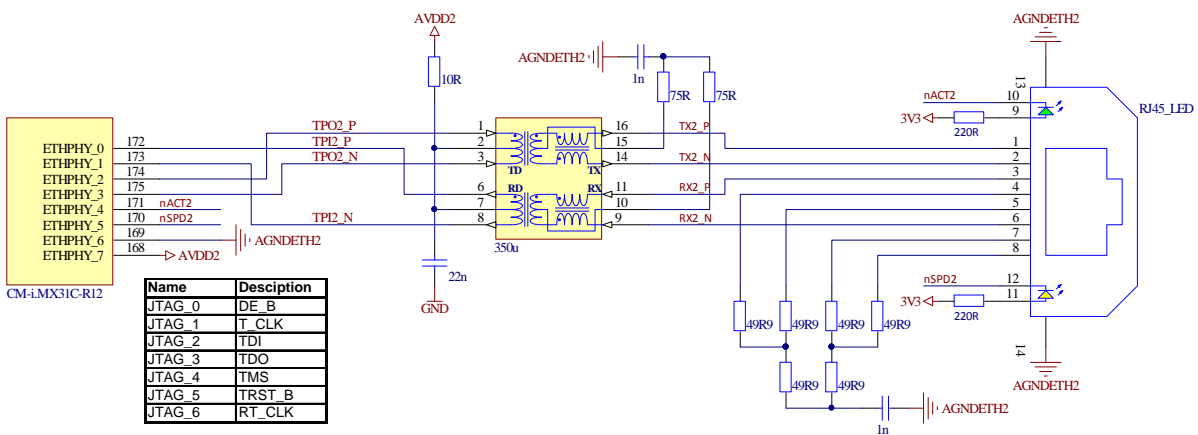 AVDD2
10R
AGNDETH2
1n
75R
75R
AGNDETH2
13
nACT2
10
9
3V3
220R
RJ45_LED
ETHPHY_0
172
ETHPHY_1
173
ETHPHY_2
174
ETHPHY_3
175
ETHPHY_4
171
nACT2
ETHPHY_5
170
nSPD2
ETHPHY_6
169
AGNDETH2
ETHPHY_7
168
AVDD2
CM-i.MX31C-R12
TPO2_P
TPI2_P
TPO2_N
TPI2_N
1
2
3
6
7
8
TD
TX
RD
RX
16
15
14
11
10
9
350u
TX2_P
TX2_N
RX2_P
RX2_N
1
2
3
4
5
6
7
8
22n
GND
nSPD2
12
11
3V3
220R
14
AGNDETH2
49R9
49R9
49R9
49R9
49R9
49R9
1n
AGNDETH2
Name Desciption
JTAG_0 DE_B
JTAG_1 T_CLK
JTAG_2 TDI
JTAG_3 TDO
JTAG_4 TMS
JTAG_5 TRST_B
JTAG_6 RT_CLK